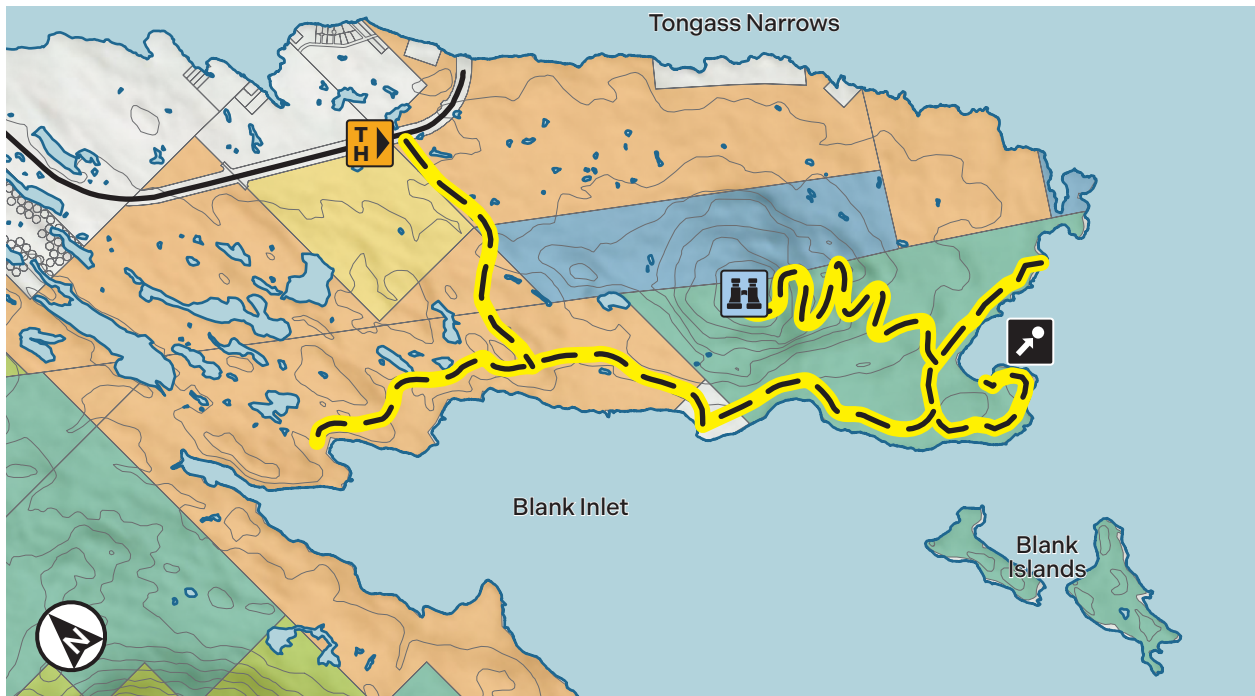 Tongass Narrows
T
H
Blank Inlet
Blank
Islands
N